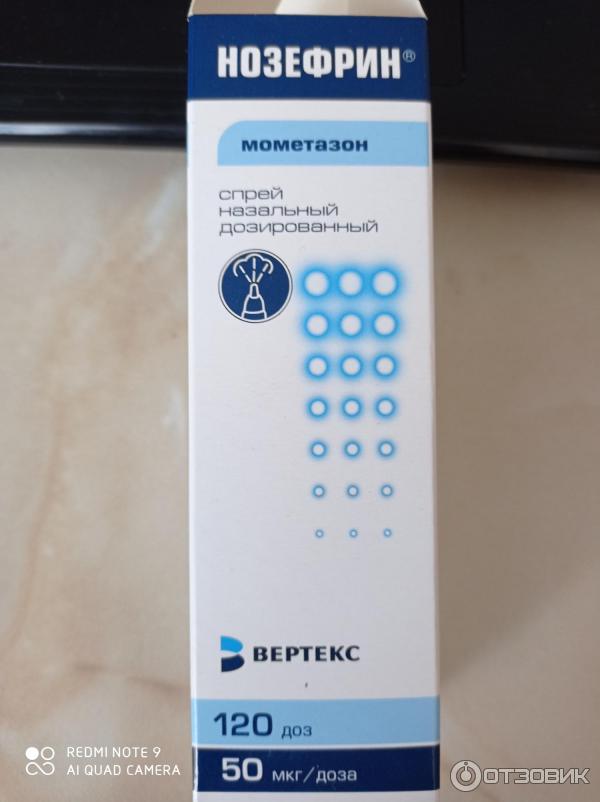 НОЗЕФРИН®
мометазон
спрей
назальный
дозированный
ВЕРТЕКС
120 доз
50 мкг/доза
REDMI NOTE 9
AI QUAD CAMERA
ОТЗОВИК